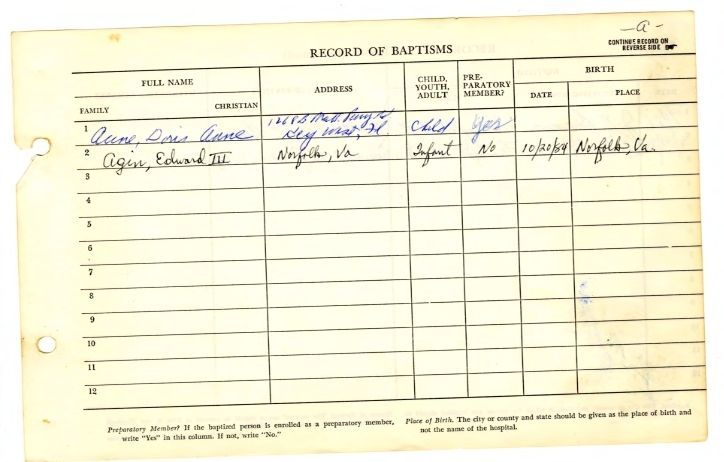 -a-
CONTINUE RECORD ON
REVERSE SIDE
RECORD OF BAPTISMS
FULL NAME
FAMILY CHRISTIAN
ADDRESS
CHILD,
YOUTH,
ADULT
PRE-
PARATORY
MEMBER?
BIRTH
DATE PLACE
1 Doris Anne Child Yes
2 Agin, Edward III Norfolk, Va Infant No 10/20/84 Norfolk, Va.
3
4
5
6
7
8
9
10
11
12
Preparatory Member? If the baptized person is enrolled as a preparatory member,
write "Yes" in this column. If not, write "No."
Place of Birth. The city or county and state should be given as the place of birth and
not the name of the hospital.